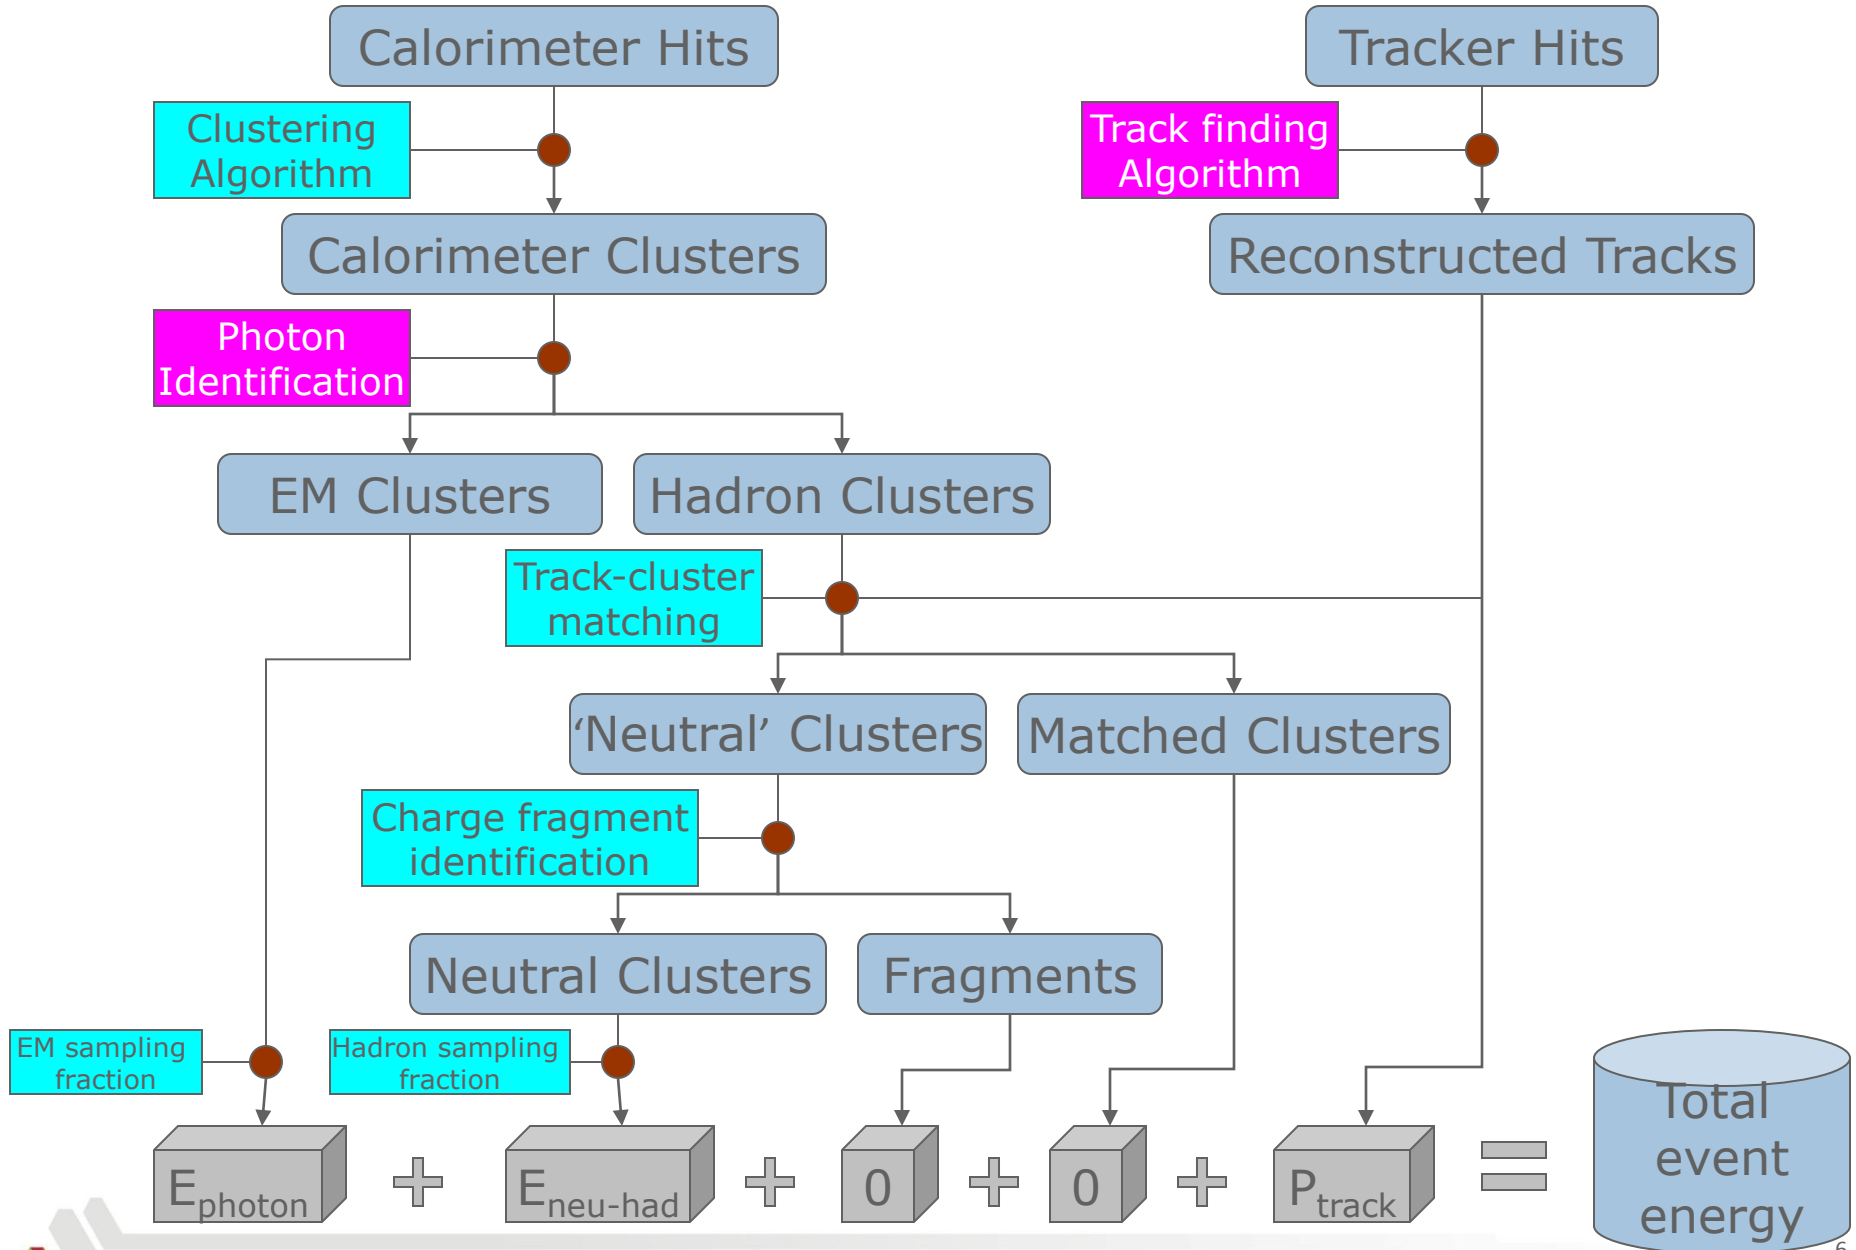 Calorimeter Hits
Tracker Hits
Clustering
Algorithm
Track finding
Algorithm
Calorimeter Clusters
Reconstructed Tracks
Photon
Identification
EM Clusters
Hadron Clusters
Track-cluster
matching
‘Neutral’ Clusters
Matched Clusters
Charge fragment
identification
Neutral Clusters
Fragments
EM sampling
fraction
Hadron sampling
fraction
Ephoton + Eneu-had + 0 + 0 + Ptrack =
Total
event
energy
6